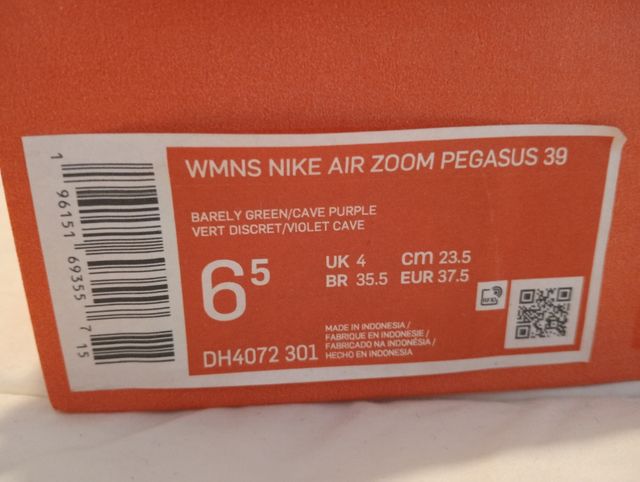 WMNS NIKE AIR ZOOM PEGASUS 39
BARELY GREEN/CAVE PURPLE
VERT DISCRET/VIOLET CAVE
6⁵
UK 4 cm 23.5
BR 35.5 EUR 37.5
DH4072 301
MADE IN INDONESIA /
FABRIQUE EN INDONESIE /
FABRICADO NA INDONÉSIA /
HECHO EN INDONESIA
RFID
1 96151 69355 7 15